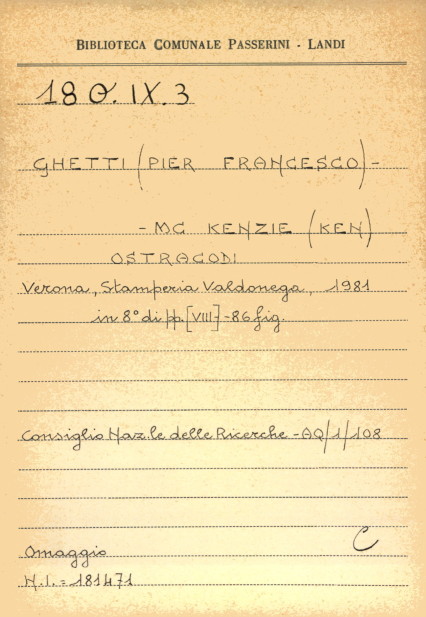 BIBLIOTECA COMUNALE PASSERINI - LANDI
180.IX.3
GHETTI (PIER FRANCESCO) -
- MC KENZIE (KEN)
OSTRACODI
Verona, Stamperia Valdonega, 1981
in 8° di pp. [VIII] - 86 fig.
Consiglio Naz.le delle Ricerche - AQ/1/108
C
Omaggio
N.I. = 181471